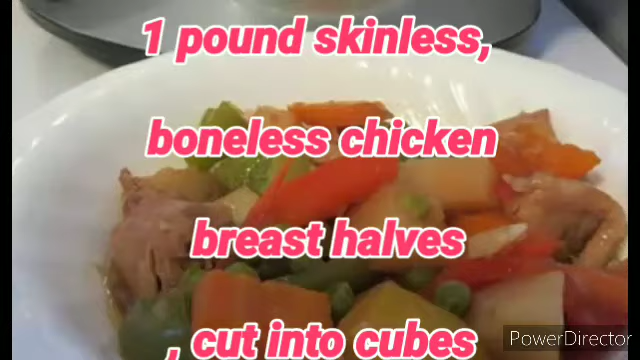 1 pound skinless,
boneless chicken
breast halves
, cut into cubes
PowerDirector